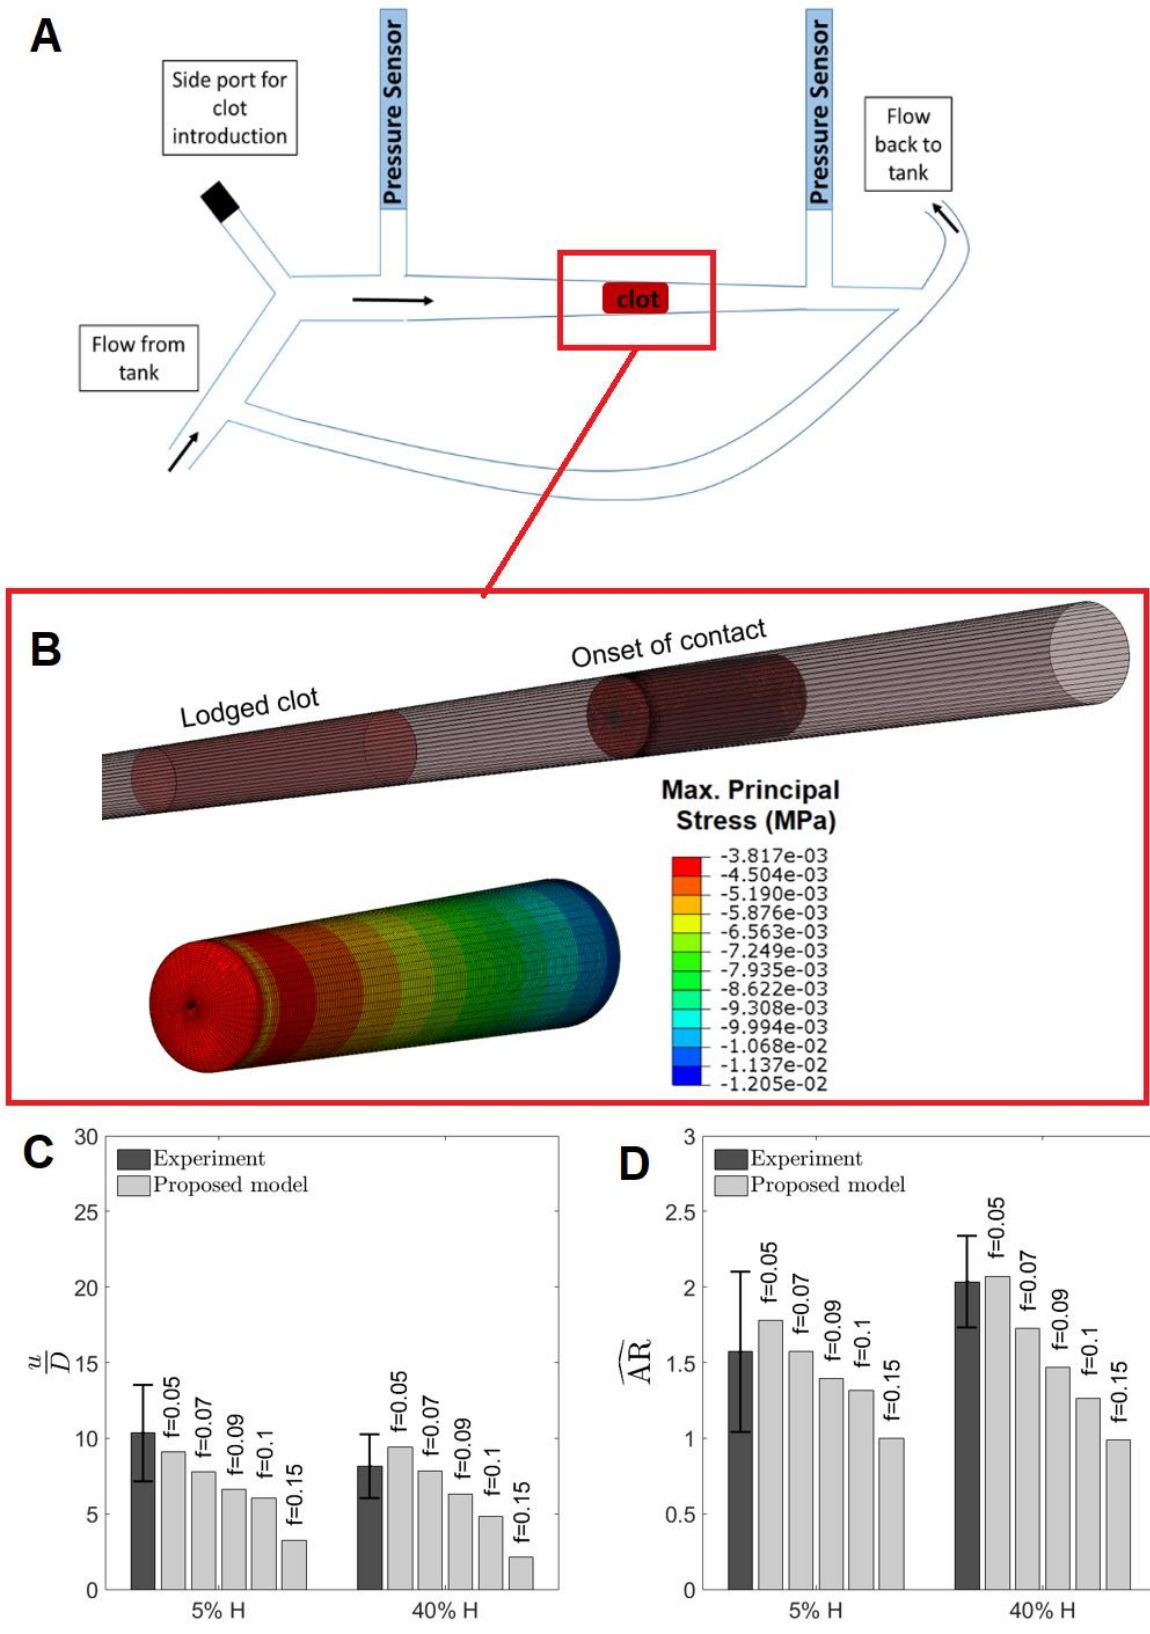 A
Side port for
clot
introduction
Pressure Sensor
Pressure Sensor
Flow
back to
tank
clot
Flow from
tank
B
Onset of contact
Lodged clot
Max. Principal
Stress (MPa)
-3.817e-03
-4.504e-03
-5.190e-03
-5.876e-03
-6.563e-03
-7.249e-03
-7.935e-03
-8.622e-03
-9.308e-03
-9.994e-03
-1.068e-02
-1.137e-02
-1.205e-02
C
30
25
20
15
10
5
0
u
D
Experiment
Proposed model
f=0.05
f=0.07
f=0.09
f=0.1
f=0.15
f=0.05
f=0.07
f=0.09
f=0.1
f=0.15
5% H
40% H
D
3
2.5
2
1.5
1
0.5
0
AR
Experiment
Proposed model
f=0.05
f=0.07
f=0.09
f=0.1
f=0.15
f=0.05
f=0.07
f=0.09
f=0.1
f=0.15
5% H
40% H